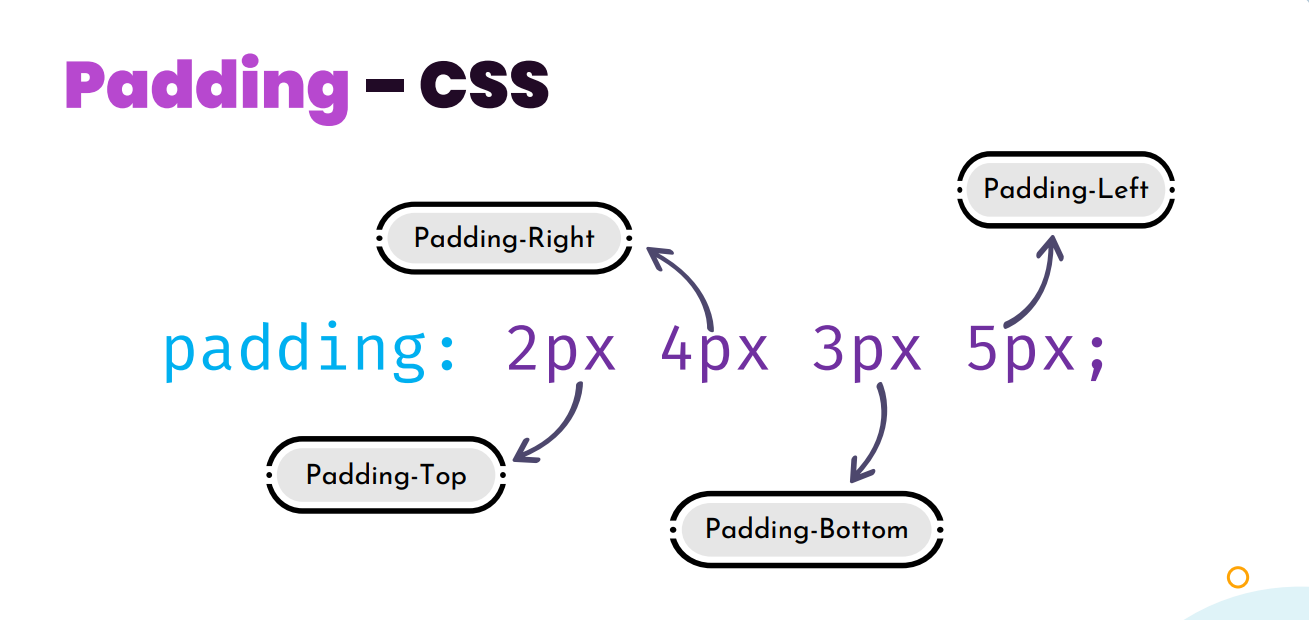 Padding – CSS
Padding-Left
Padding-Right
padding: 2px 4px 3px 5px;
Padding-Top
Padding-Bottom